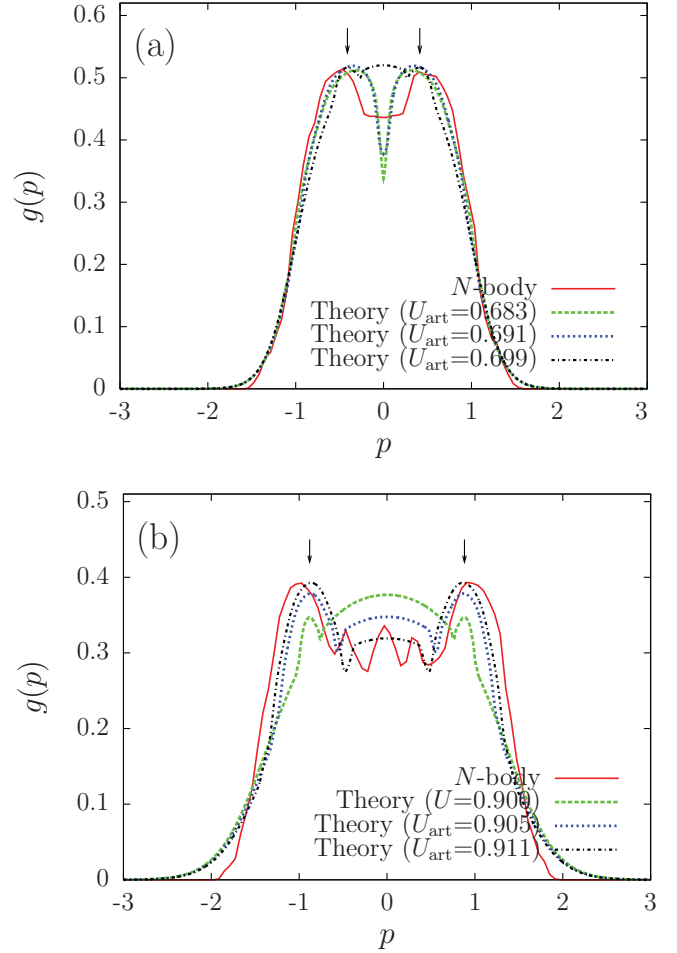 0.6
(a)
0.5
0.4
0.3
0.2
0.1
0
g(p)
N-body
Theory (U_art=0.683)
Theory (U_art=0.691)
Theory (U_art=0.699)
-3 -2 -1 0 1 2 3
p
0.5
(b)
0.4
0.3
0.2
0.1
0
g(p)
N-body
Theory (U=0.900)
Theory (U_art=0.905)
Theory (U_art=0.911)
-3 -2 -1 0 1 2 3
p